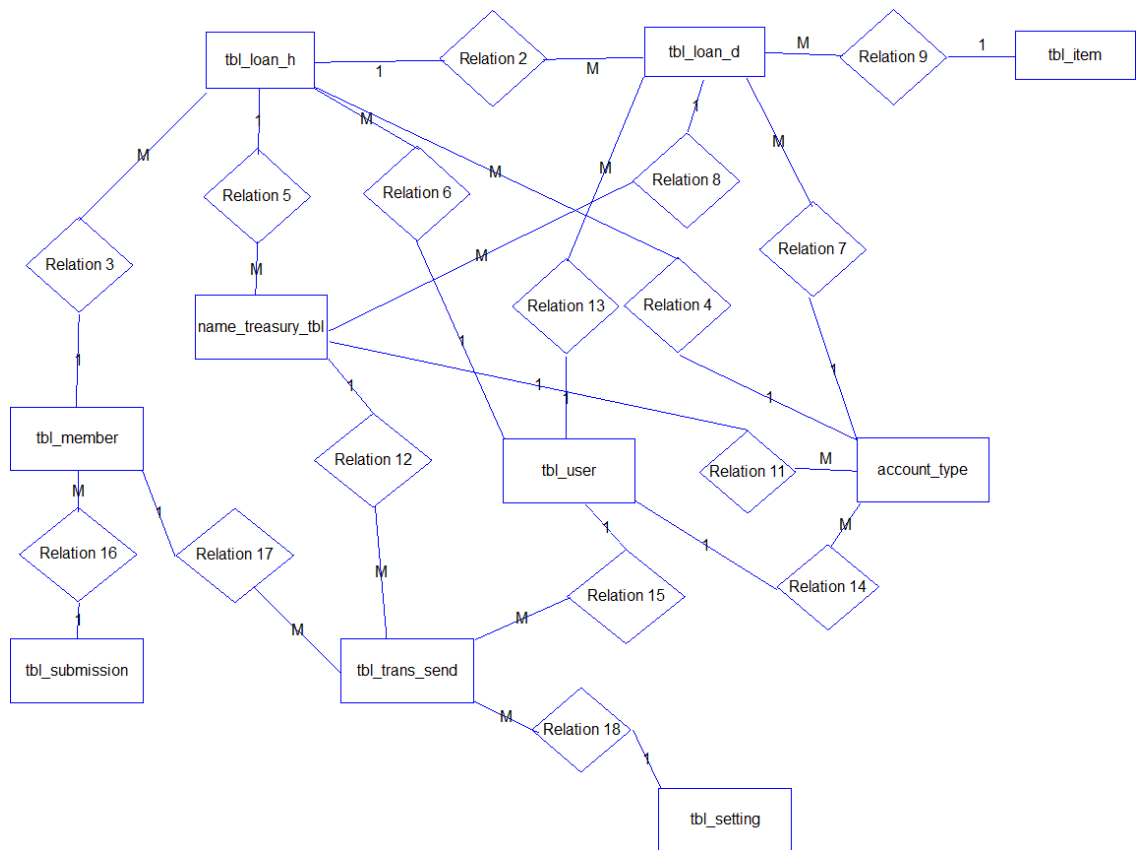 tbl_loan_h
1
Relation 2
M
tbl_loan_d
M
Relation 9
1
tbl_item
M
1
M
M
1
M
M
M
Relation 5
Relation 6
Relation 8
Relation 3
M
M
Relation 7
Relation 13
Relation 4
name_treasury_tbl
1
1
1
1
1
1
1
tbl_member
Relation 12
tbl_user
Relation 11
M
account_type
M
1
1
M
Relation 16
Relation 17
1
Relation 14
M
Relation 15
1
M
M
tbl_submission
tbl_trans_send
M
Relation 18
1
tbl_setting